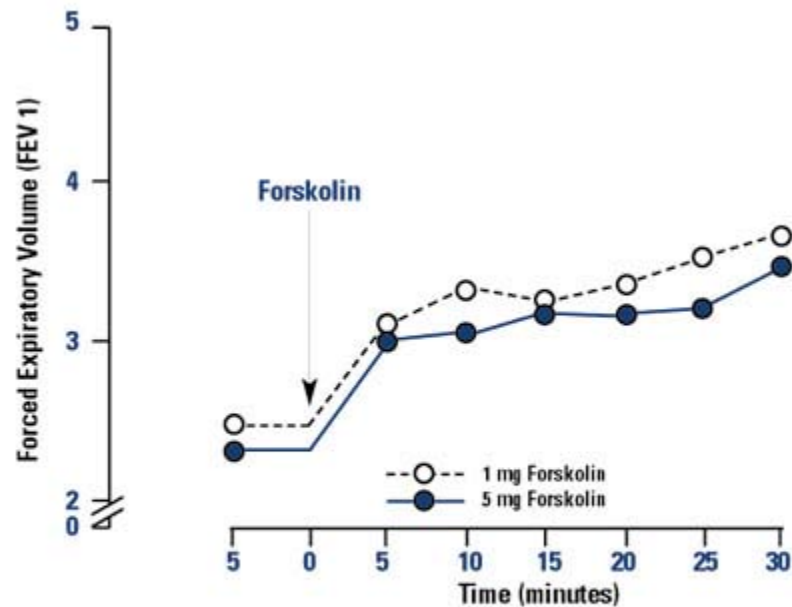 Forced Expiratory Volume (FEV 1)
5
4
3
2
0
Forskolin
1 mg Forskolin
5 mg Forskolin
5 0 5 10 15 20 25 30
Time (minutes)